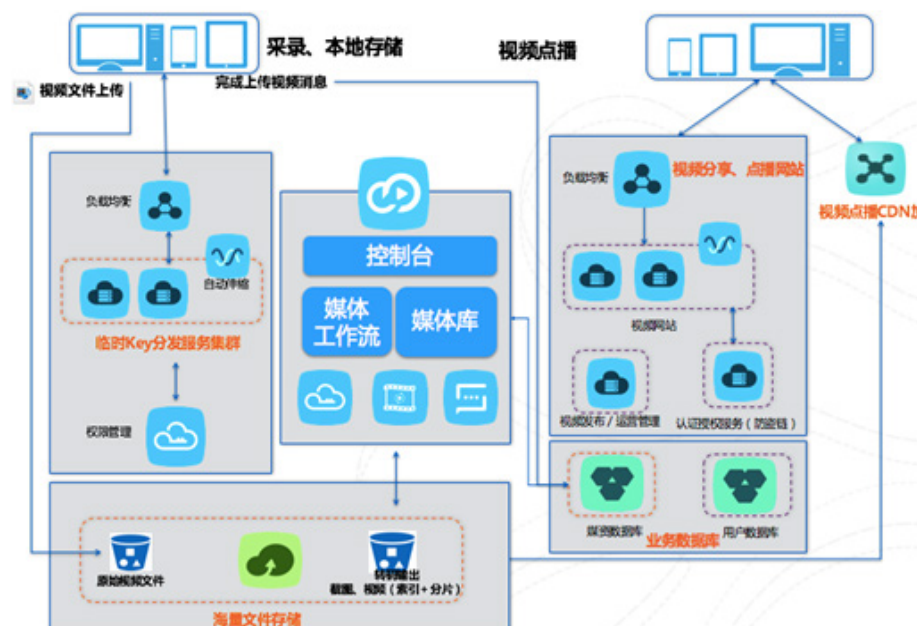 采录、本地存储
视频点播
视频文件上传
完成上传视频消息
负载均衡
自动伸缩
临时Key分发服务集群
权限管理
控制台
媒体
工作流
媒体库
负载均衡
视频分享、点播网站
视频网站
视频发布/运营管理
认证授权服务(防盗链)
视频点播CDN加
媒资数据库
业务数据库
用户数据库
原始视频文件
转码输出
截图、视频(索引+分片)
海量文件存储